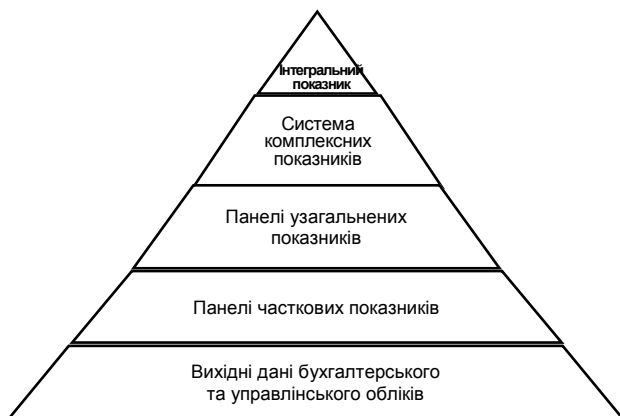 Інтегральний
показник
Система
комплексних
показників
Панелі узагальнених
показників
Панелі часткових показників
Вихідні дані бухгалтерського
та управлінського обліків